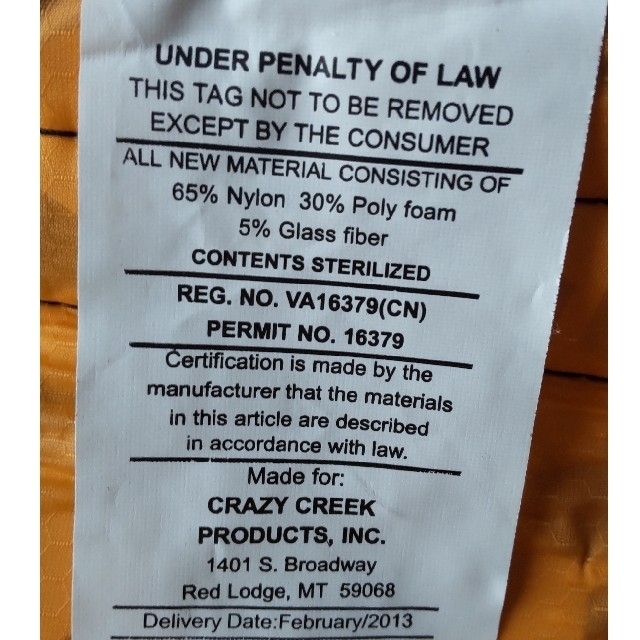 UNDER PENALTY OF LAW
THIS TAG NOT TO BE REMOVED
EXCEPT BY THE CONSUMER
ALL NEW MATERIAL CONSISTING OF
65% Nylon 30% Poly foam
5% Glass fiber
CONTENTS STERILIZED
REG. NO. VA16379(CN)
PERMIT NO. 16379
Certification is made by the
manufacturer that the materials
in this article are described
in accordance with law.
Made for:
CRAZY CREEK
PRODUCTS, INC.
1401 S. Broadway
Red Lodge, MT 59068
Delivery Date:February/2013